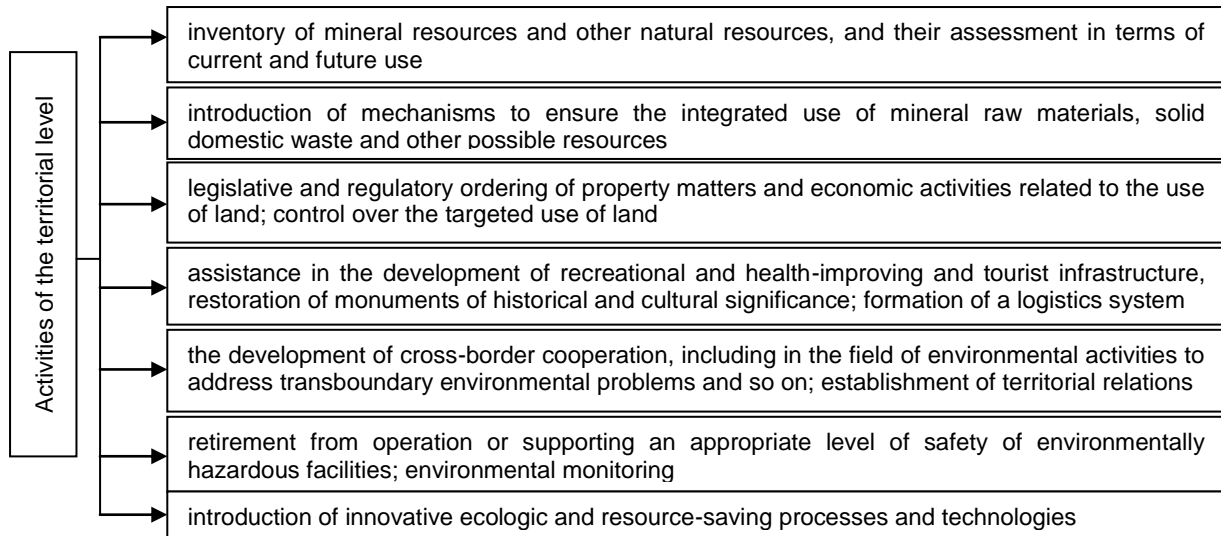 Activities of the territorial level
inventory of mineral resources and other natural resources, and their assessment in terms of
current and future use
introduction of mechanisms to ensure the integrated use of mineral raw materials, solid
domestic waste and other possible resources
legislative and regulatory ordering of property matters and economic activities related to the use
of land; control over the targeted use of land
assistance in the development of recreational and health-improving and tourist infrastructure,
restoration of monuments of historical and cultural significance; formation of a logistics system
the development of cross-border cooperation, including in the field of environmental activities to
address transboundary environmental problems and so on; establishment of territorial relations
retirement from operation or supporting an appropriate level of safety of environmentally
hazardous facilities; environmental monitoring
introduction of innovative ecologic and resource-saving processes and technologies